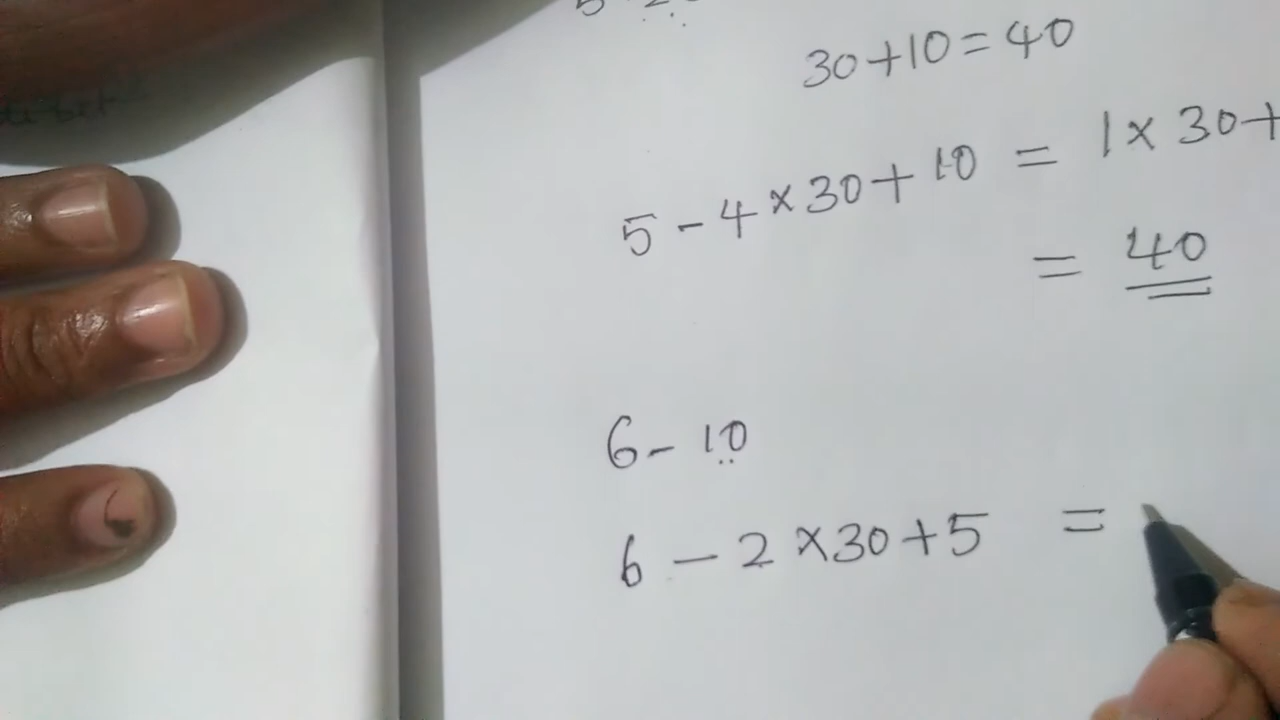 30+10=40
5-4×30+10 = 1×30+
= 40
6-10
6-2×30+5 =